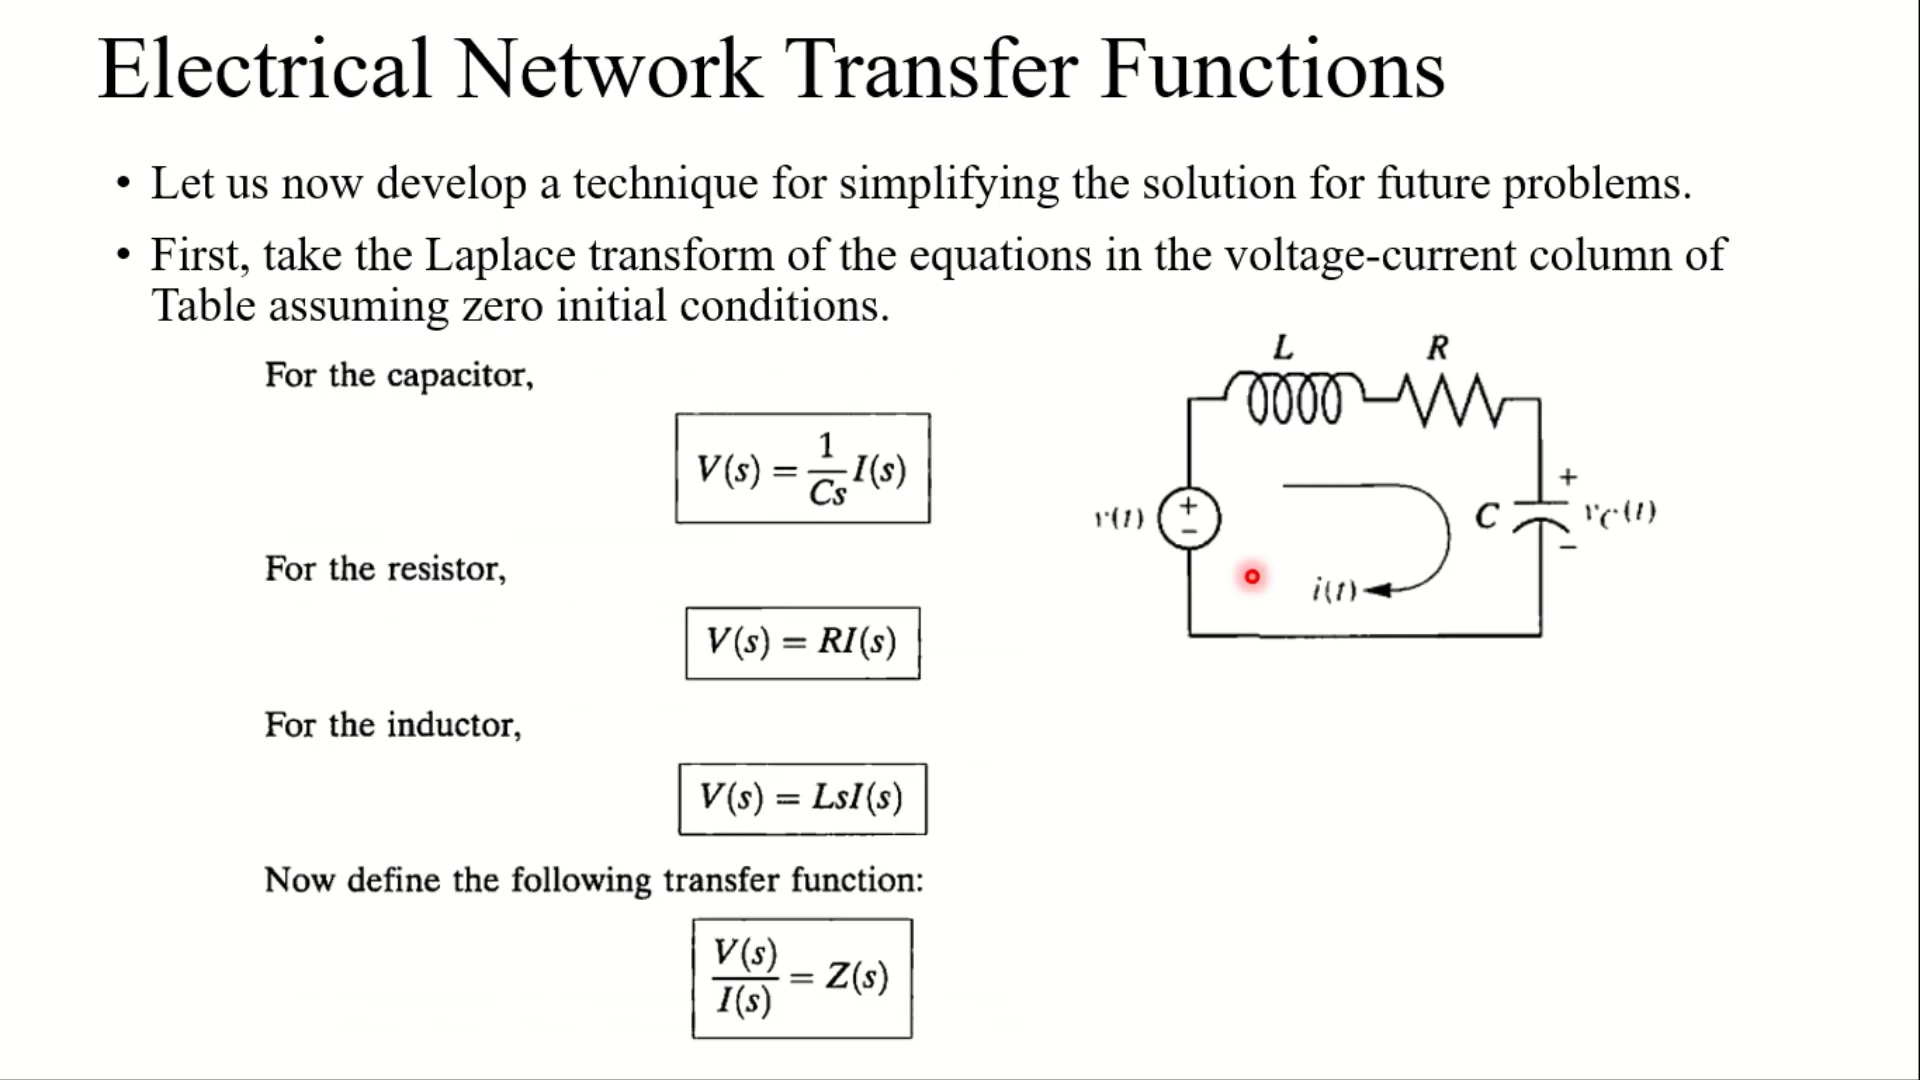 Electrical Network Transfer Functions
• Let us now develop a technique for simplifying the solution for future problems.
• First, take the Laplace transform of the equations in the voltage-current column of
Table assuming zero initial conditions.
For the capacitor,
V(s) = 1/Cs I(s)
For the resistor,
V(s) = RI(s)
For the inductor,
V(s) = LsI(s)
Now define the following transfer function:
V(s)/I(s) = Z(s)
L R
v(t) + − C + vC(t) −
i(t)